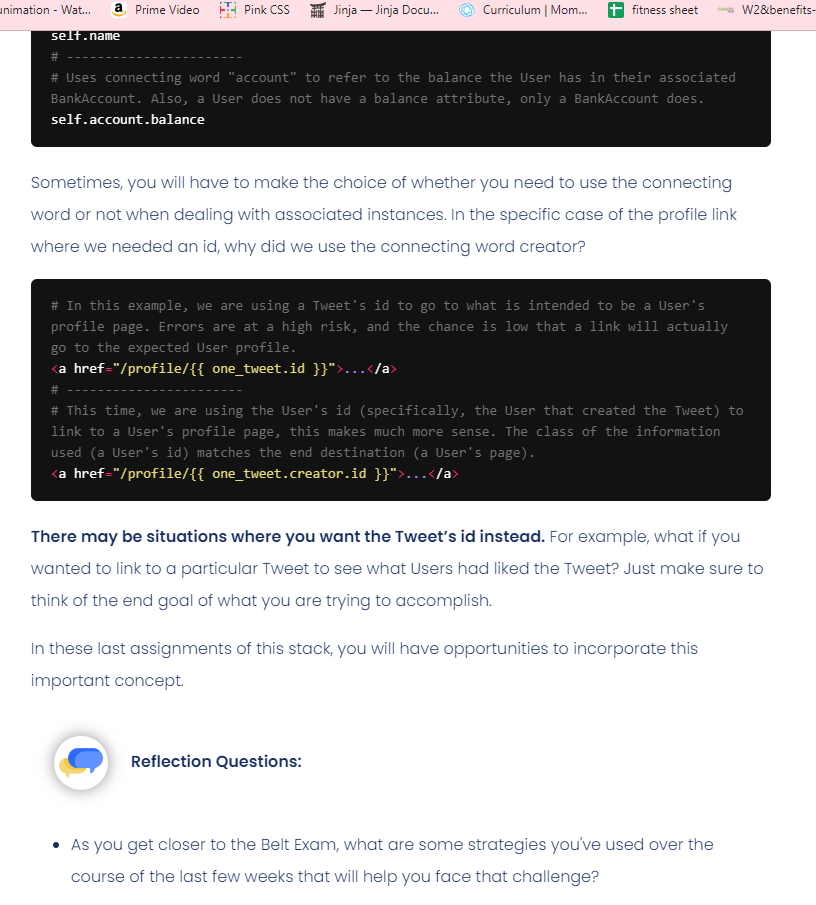 unimation - Wat... Prime Video Pink CSS Jinja — Jinja Docu... Curriculum | Mom... fitness sheet W2&benefits-
self.name
# -----------------------
# Uses connecting word "account" to refer to the balance the User has in their associated
BankAccount. Also, a User does not have a balance attribute, only a BankAccount does.
self.account.balance
Sometimes, you will have to make the choice of whether you need to use the connecting
word or not when dealing with associated instances. In the specific case of the profile link
where we needed an id, why did we use the connecting word creator?
# In this example, we are using a Tweet's id to go to what is intended to be a User's
profile page. Errors are at a high risk, and the chance is low that a link will actually
go to the expected User profile.
<a href="/profile/{{ one_tweet.id }}">...</a>
# -----------------------
# This time, we are using the User's id (specifically, the User that created the Tweet) to
link to a User's profile page, this makes much more sense. The class of the information
used (a User's id) matches the end destination (a User's page).
<a href="/profile/{{ one_tweet.creator.id }}">...</a>
There may be situations where you want the Tweet’s id instead. For example, what if you
wanted to link to a particular Tweet to see what Users had liked the Tweet? Just make sure to
think of the end goal of what you are trying to accomplish.
In these last assignments of this stack, you will have opportunities to incorporate this
important concept.
Reflection Questions:
• As you get closer to the Belt Exam, what are some strategies you've used over the
course of the last few weeks that will help you face that challenge?